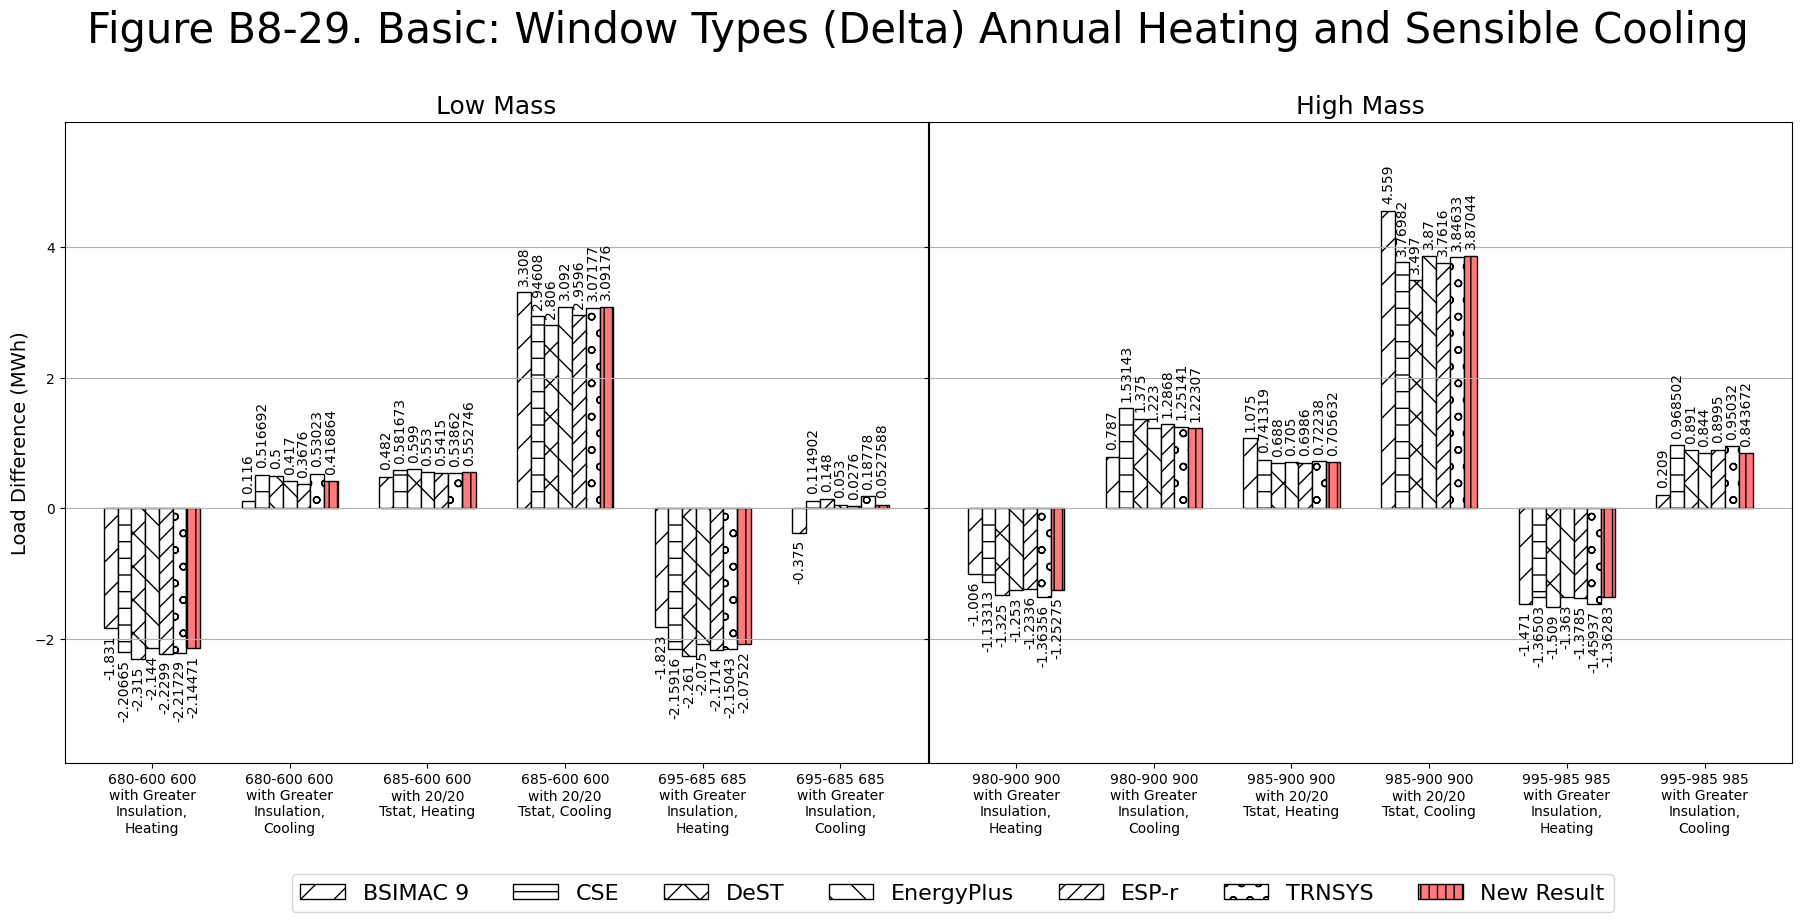 Figure B8-29. Basic: Window Types (Delta) Annual Heating and Sensible Cooling
Low Mass
High Mass
Load Difference (MWh)
4
2
0
−2
-1.831
-2.20665
-2.315
-2.144
-2.2299
-2.21729
-2.14471
0.116
0.516692
0.5
0.417
0.3676
0.53023
0.416864
0.482
0.581673
0.599
0.553
0.5415
0.53862
0.552746
3.308
2.94608
2.806
3.092
2.9596
3.07177
3.09176
-1.823
-2.15916
-2.261
-2.075
-2.1714
-2.15043
-2.07522
-0.375
0.114902
0.148
0.053
0.0276
0.18778
0.0527588
-1.006
-1.13313
-1.325
-1.253
-1.2336
-1.36356
-1.25275
0.787
1.53143
1.375
1.223
1.2868
1.25141
1.22307
1.075
0.741319
0.688
0.705
0.6986
0.72238
0.705632
4.559
3.76982
3.497
3.87
3.7616
3.84633
3.87044
-1.471
-1.36503
-1.509
-1.363
-1.3785
-1.45937
-1.36283
0.209
0.968502
0.891
0.844
0.8995
0.95032
0.843672
680-600 600
with Greater
Insulation,
Heating
680-600 600
with Greater
Insulation,
Cooling
685-600 600
with 20/20
Tstat, Heating
685-600 600
with 20/20
Tstat, Cooling
695-685 685
with Greater
Insulation,
Heating
695-685 685
with Greater
Insulation,
Cooling
980-900 900
with Greater
Insulation,
Heating
980-900 900
with Greater
Insulation,
Cooling
985-900 900
with 20/20
Tstat, Heating
985-900 900
with 20/20
Tstat, Cooling
995-985 985
with Greater
Insulation,
Heating
995-985 985
with Greater
Insulation,
Cooling
BSIMAC 9
CSE
DeST
EnergyPlus
ESP-r
TRNSYS
New Result